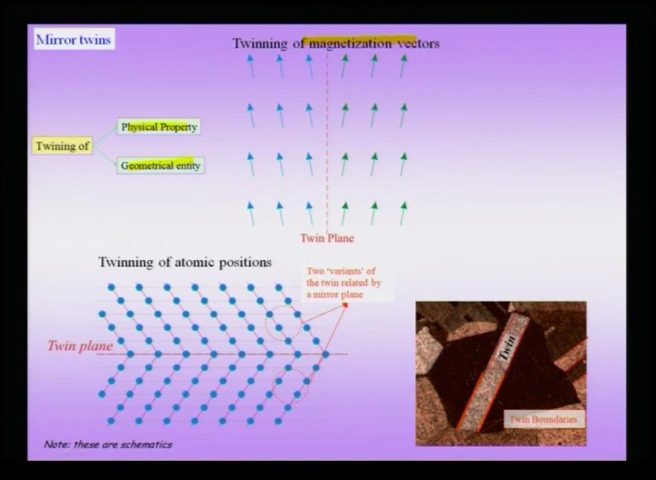 Mirror twins
Twinning of magnetization vectors
Physical Property
Twining of
Geometrical entity
Twin Plane
Twinning of atomic positions
Two 'variants' of
the twin related by
a mirror plane
Twin plane
Twin
Twin Boundaries
Note: these are schematics